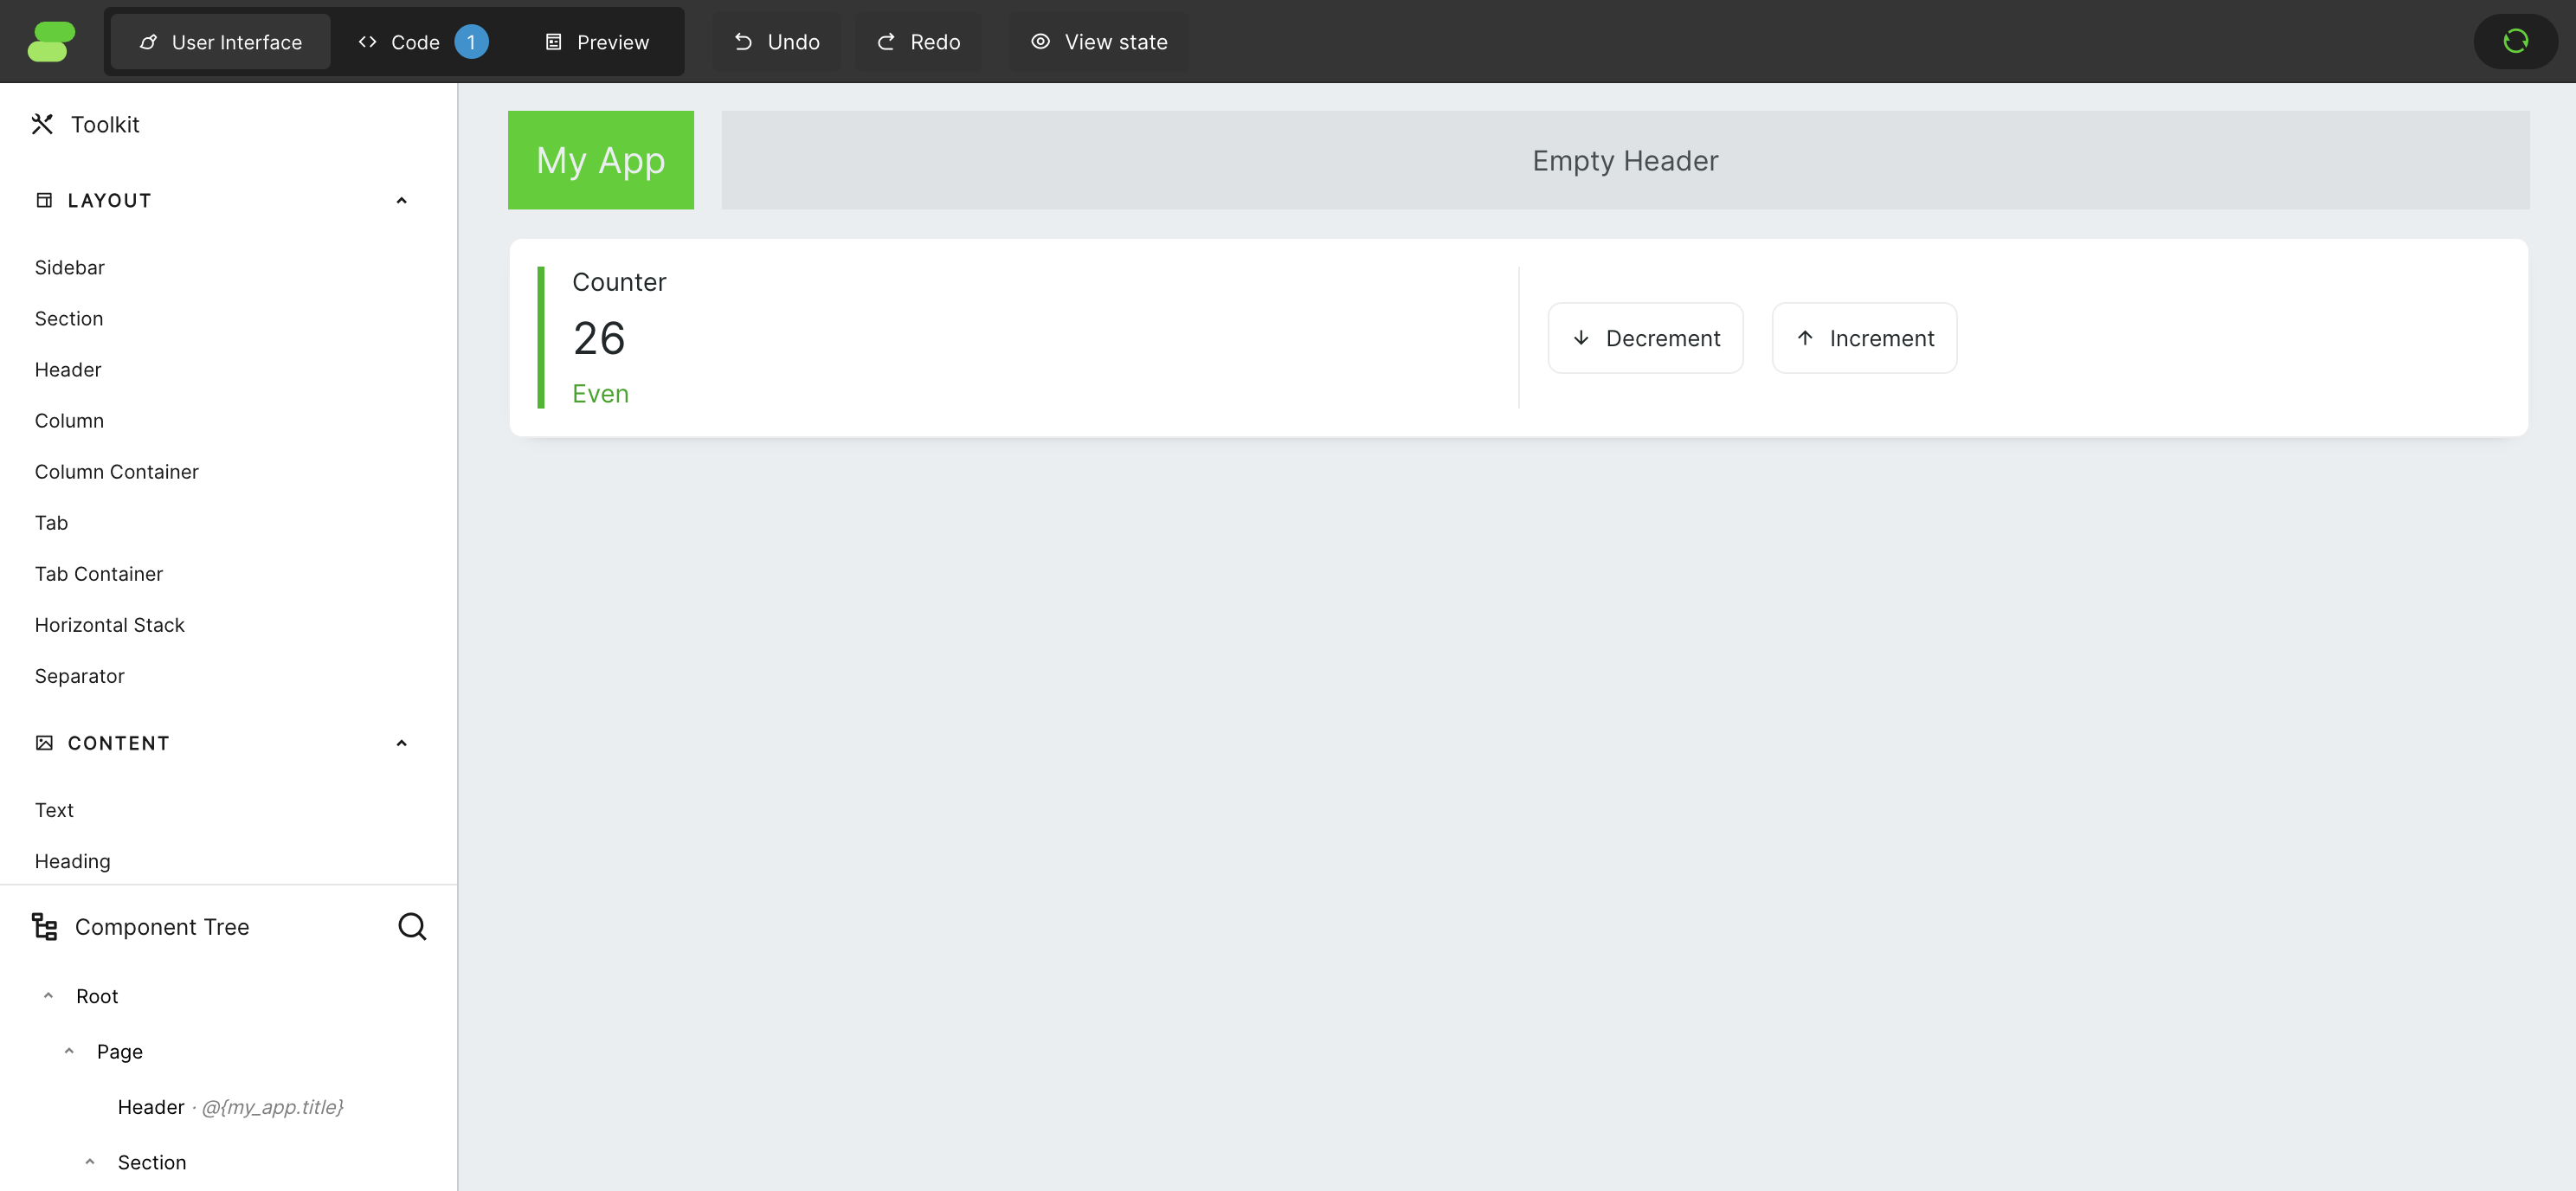 User Interface
Code 1
Preview
Undo
Redo
View state
Toolkit
LAYOUT
Sidebar
Section
Header
Column
Column Container
Tab
Tab Container
Horizontal Stack
Separator
CONTENT
Text
Heading
Component Tree
Root
Page
Header · @{my_app.title}
Section
My App
Empty Header
Counter
26
Even
Decrement
Increment